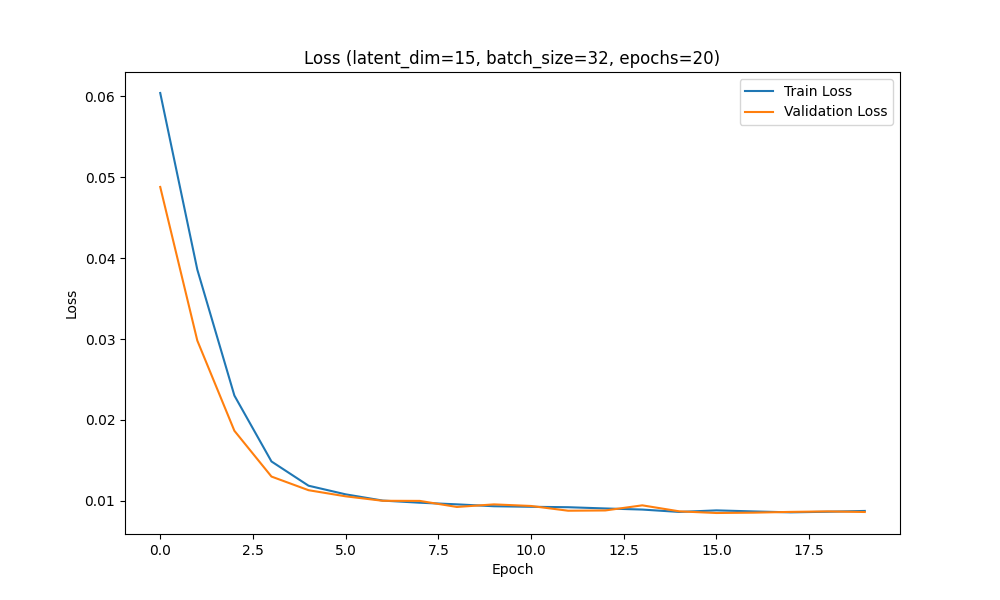 Loss (latent_dim=15, batch_size=32, epochs=20)
Train Loss
Validation Loss
0.06
0.05
0.04
0.03
0.02
0.01
Loss
0.0 2.5 5.0 7.5 10.0 12.5 15.0 17.5
Epoch